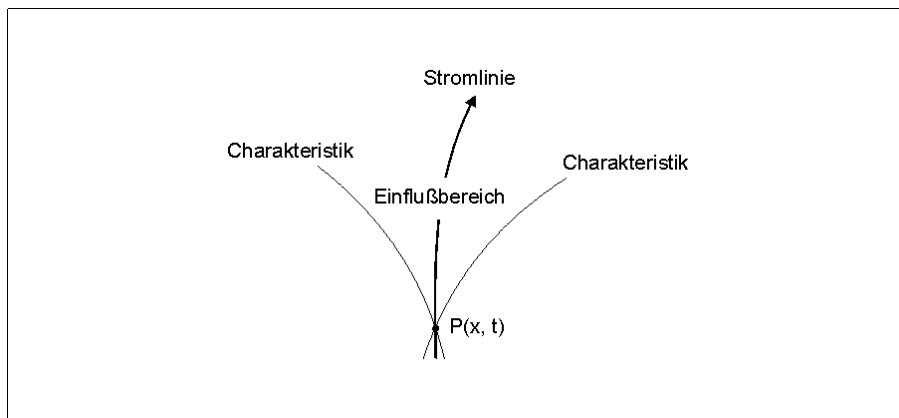 Stromlinie
Charakteristik
Charakteristik
Einflußbereich
P(x, t)